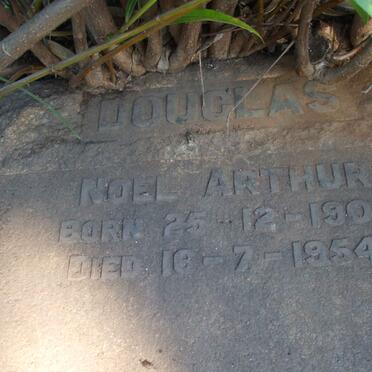 DOUGLAS
NOEL ARTHUR
BORN 25-12-190
DIED 16-7-1954